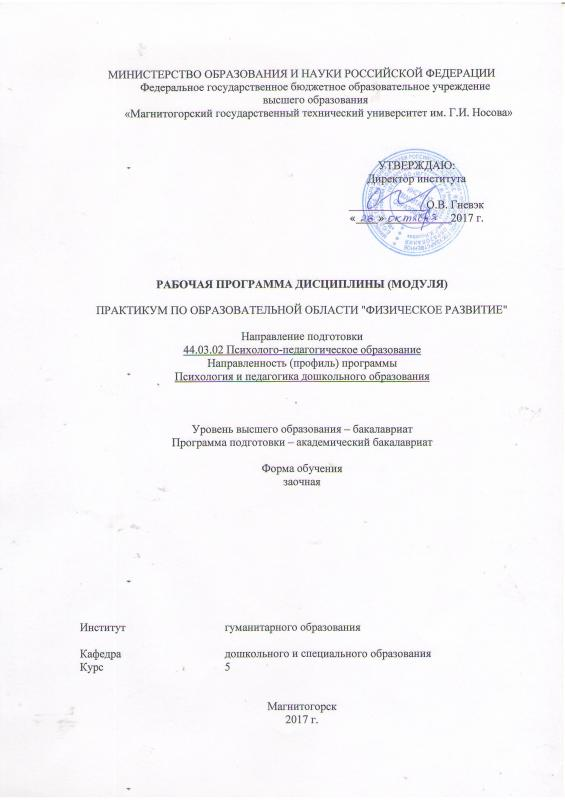 МИНИСТЕРСТВО ОБРАЗОВАНИЯ И НАУКИ РОССИЙСКОЙ ФЕДЕРАЦИИ
Федеральное государственное бюджетное образовательное учреждение
высшего образования
«Магнитогорский государственный технический университет им. Г.И. Носова»
УТВЕРЖДАЮ:
Директор института
О.В. Гневэк
« » октября 2017 г.
РАБОЧАЯ ПРОГРАММА ДИСЦИПЛИНЫ (МОДУЛЯ)
ПРАКТИКУМ ПО ОБРАЗОВАТЕЛЬНОЙ ОБЛАСТИ "ФИЗИЧЕСКОЕ РАЗВИТИЕ"
Направление подготовки
44.03.02 Психолого-педагогическое образование
Направленность (профиль) программы
Психология и педагогика дошкольного образования
Уровень высшего образования – бакалавриат
Программа подготовки – академический бакалавриат
Форма обучения
заочная
Институт гуманитарного образования
Кафедра дошкольного и специального образования
Курс 5
Магнитогорск
2017 г.